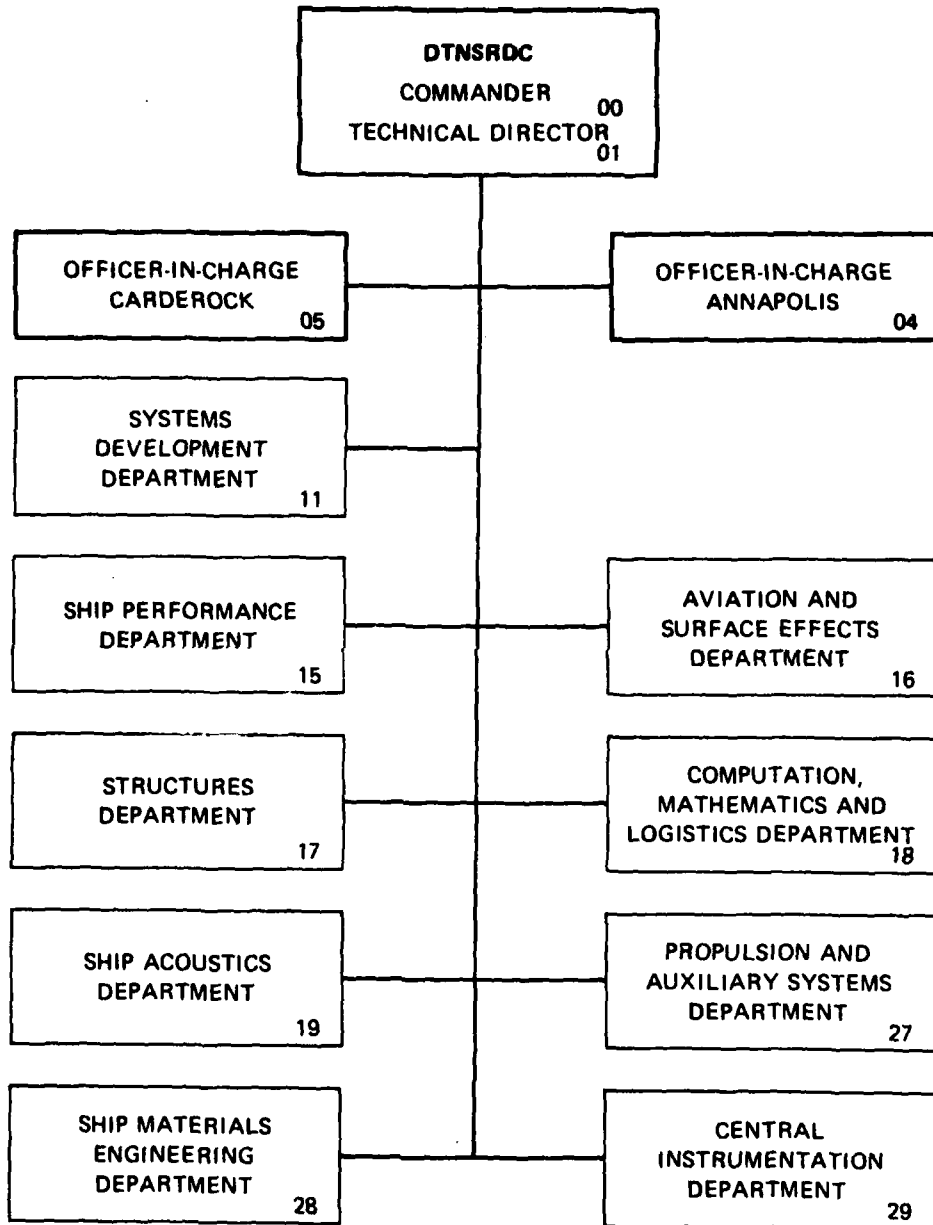 DTNSRDC
COMMANDER 00
TECHNICAL DIRECTOR 01
OFFICER-IN-CHARGE
CARDEROCK
05
OFFICER-IN-CHARGE
ANNAPOLIS
04
SYSTEMS
DEVELOPMENT
DEPARTMENT
11
SHIP PERFORMANCE
DEPARTMENT
15
AVIATION AND
SURFACE EFFECTS
DEPARTMENT
16
STRUCTURES
DEPARTMENT
17
COMPUTATION,
MATHEMATICS AND
LOGISTICS DEPARTMENT
18
SHIP ACOUSTICS
DEPARTMENT
19
PROPULSION AND
AUXILIARY SYSTEMS
DEPARTMENT
27
SHIP MATERIALS
ENGINEERING
DEPARTMENT
28
CENTRAL
INSTRUMENTATION
DEPARTMENT
29